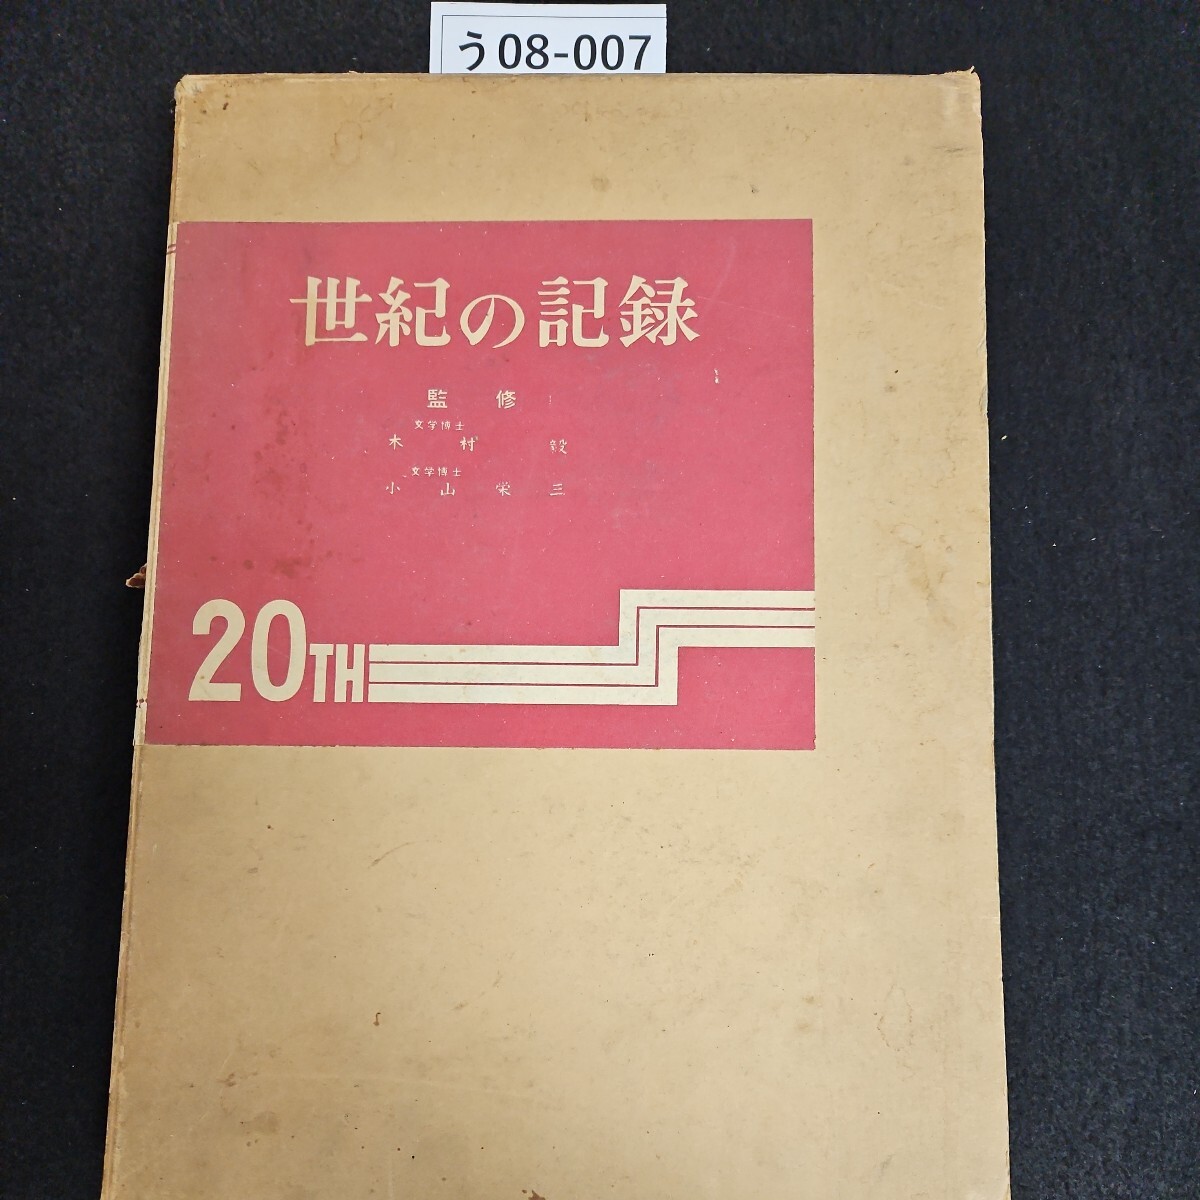 う08-007
世紀の記録
監修
文学博士
木村毅
文学博士
小山栄三
20TH